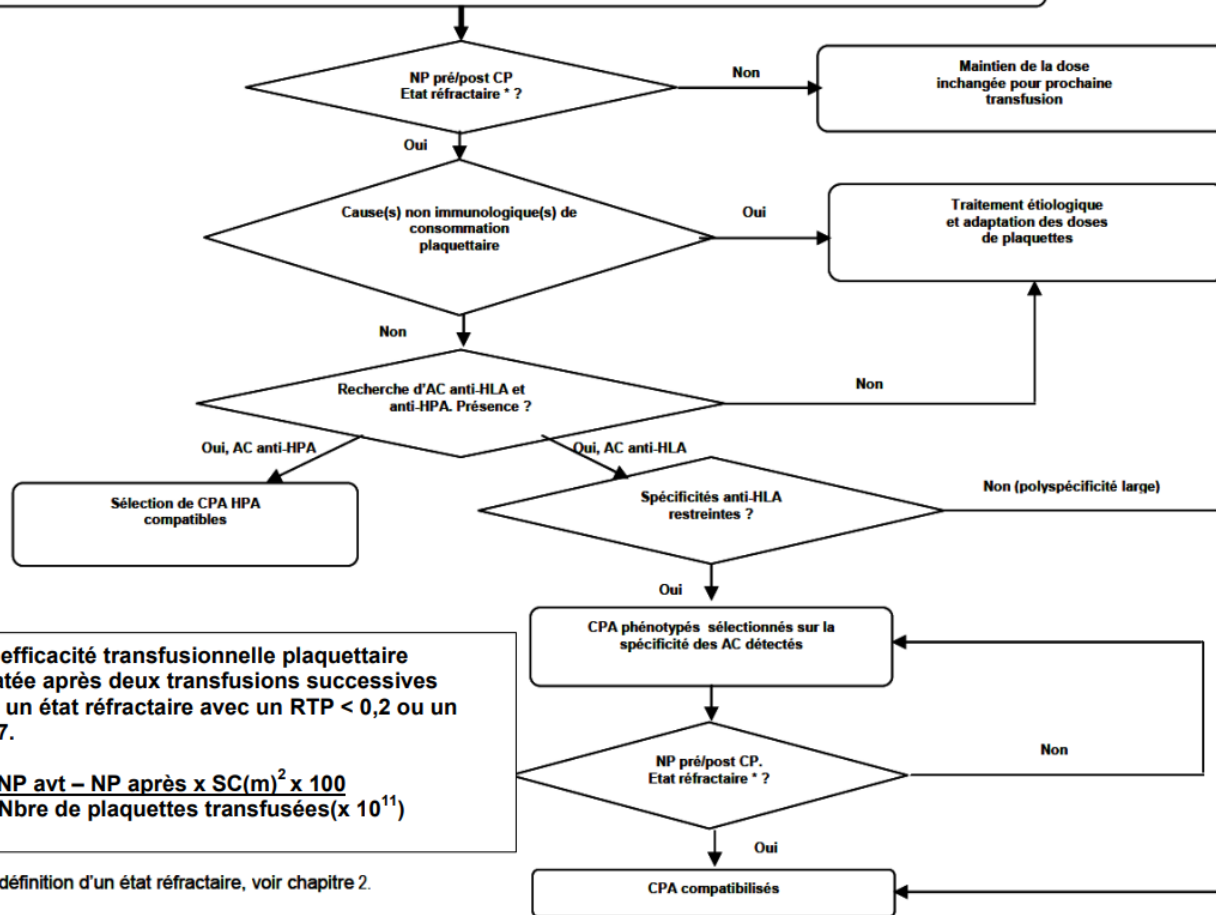 NP pré/post CP
Etat réfractaire * ?
Non
Maintien de la dose
inchangée pour prochaine
transfusion
Oui
Cause(s) non immunologique(s) de
consommation
plaquettaire
Oui
Traitement étiologique
et adaptation des doses
de plaquettes
Non
Recherche d'AC anti-HLA et
anti-HPA. Présence ?
Non
Oui, AC anti-HPA
Oui, AC anti-HLA
Sélection de CPA HPA
compatibles
Spécificités anti-HLA
restreintes ?
Non (polyspécificité large)
Oui
CPA phénotypés sélectionnés sur la
spécificité des AC détectés
efficacité transfusionnelle plaquettaire
atée après deux transfusions successives
un état réfractaire avec un RTP < 0,2 ou un
7.
NP avt – NP après x SC(m)² x 100
Nbre de plaquettes transfusées(x 10¹¹)
NP pré/post CP.
Etat réfractaire * ?
Non
Oui
définition d'un état réfractaire, voir chapitre 2.
CPA compatibilisés